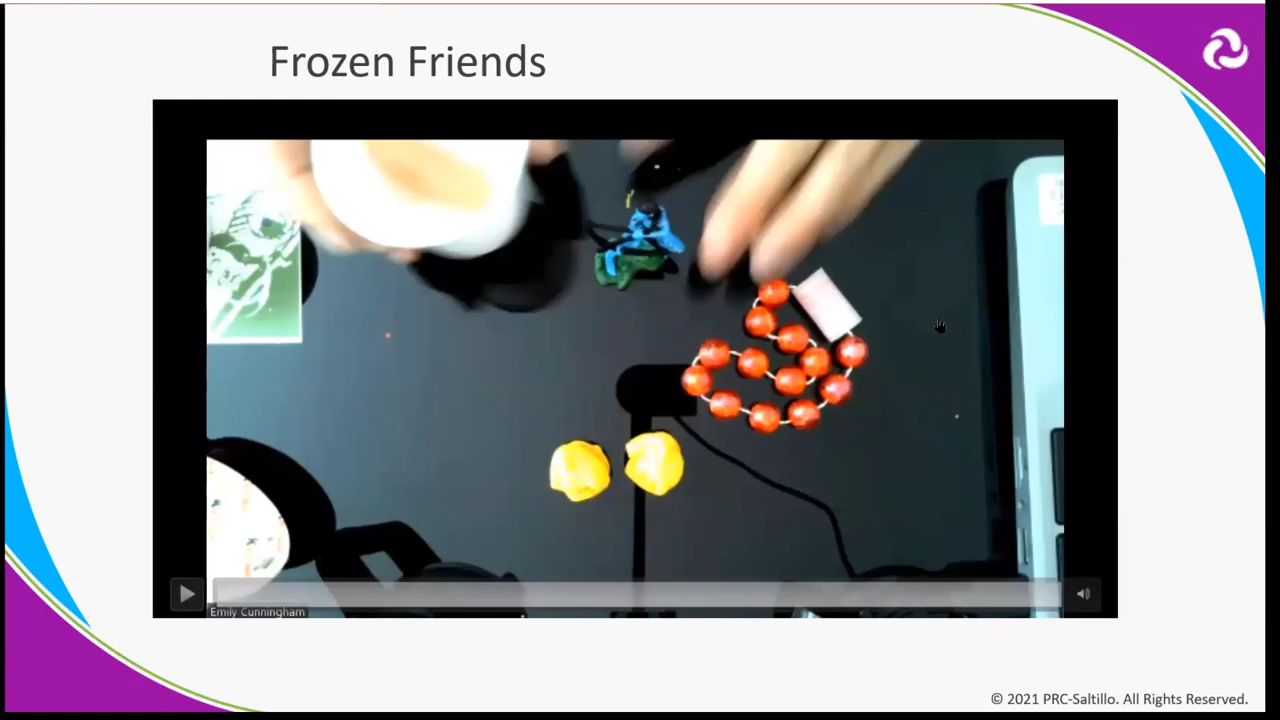 Frozen Friends
Emily Cunningham
© 2021 PRC-Saltillo. All Rights Reserved.